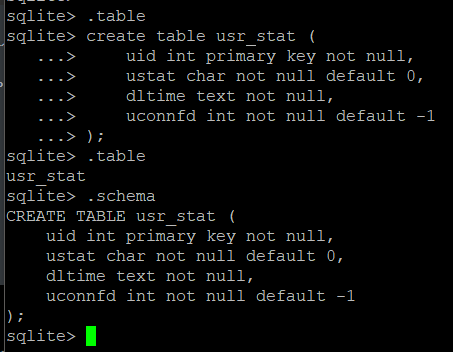 sqlite> .table
sqlite> create table usr_stat (
   ...>     uid int primary key not null,
   ...>     ustat char not null default 0,
   ...>     dltime text not null,
   ...>     uconnfd int not null default -1
   ...> );
sqlite> .table
usr_stat
sqlite> .schema
CREATE TABLE usr_stat (
    uid int primary key not null,
    ustat char not null default 0,
    dltime text not null,
    uconnfd int not null default -1
);
sqlite>